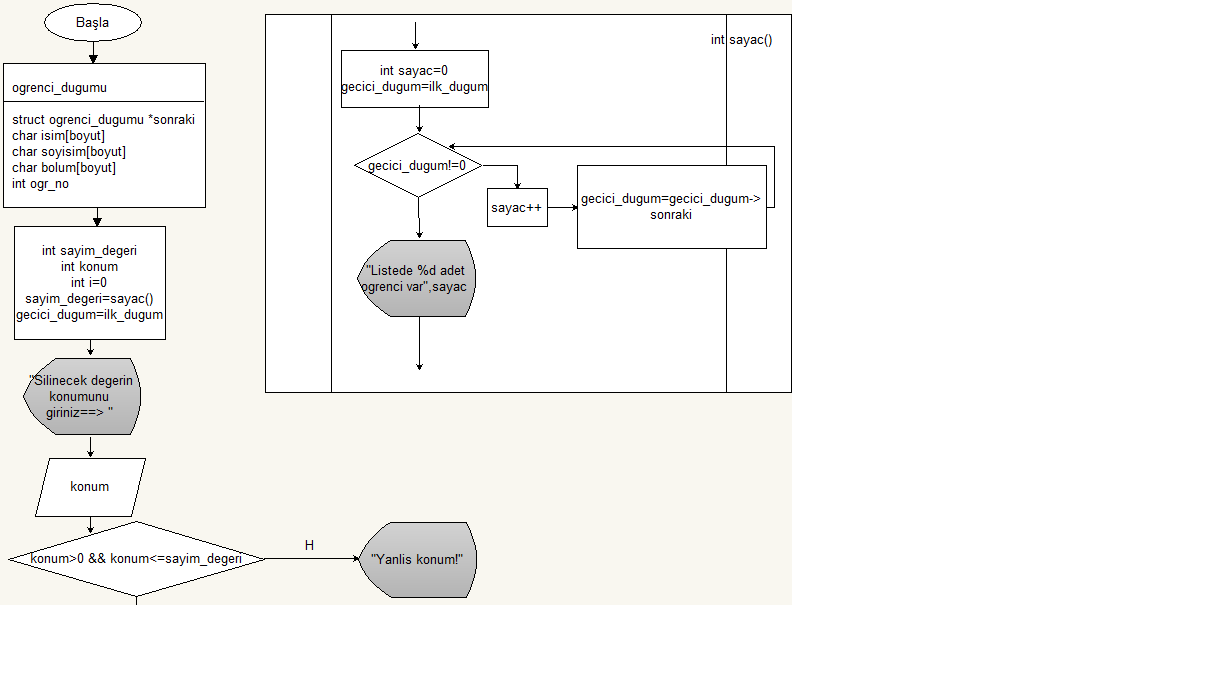 Başla
ogrenci_dugumu
struct ogrenci_dugumu *sonraki
char isim[boyut]
char soyisim[boyut]
char bolum[boyut]
int ogr_no
int sayim_degeri
int konum
int i=0
sayim_degeri=sayac()
gecici_dugum=ilk_dugum
"Silinecek degerin
konumunu
giriniz==> "
konum
konum>0 && konum<=sayim_degeri
H
"Yanlis konum!"
int sayac()
int sayac=0
gecici_dugum=ilk_dugum
gecici_dugum!=0
sayac++
gecici_dugum=gecici_dugum->
sonraki
"Listede %d adet
ogrenci var",sayac